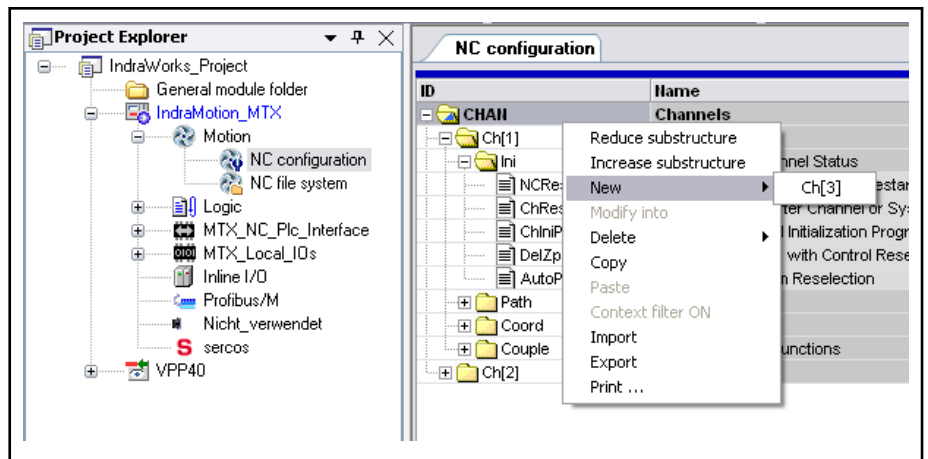 Project Explorer
IndraWorks_Project
General module folder
IndraMotion_MTX
Motion
NC configuration
NC file system
Logic
MTX_NC_Plc_Interface
MTX_Local_IOs
Inline I/O
Profibus/M
Nicht_verwendet
sercos
VPP40
NC configuration
ID Name
CHAN Channels
Ch[1]
Ini nnel Status
NCRe
ChRes ter Channel or Sy
ChIniP Initialization Progr
DelZp with Control Rese
AutoP n Reselection
Path
Coord
Couple unctions
Ch[2]
Reduce substructure
Increase substructure
New
Modify into
Delete
Copy
Paste
Context filter ON
Import
Export
Print ...
Ch[3] estar